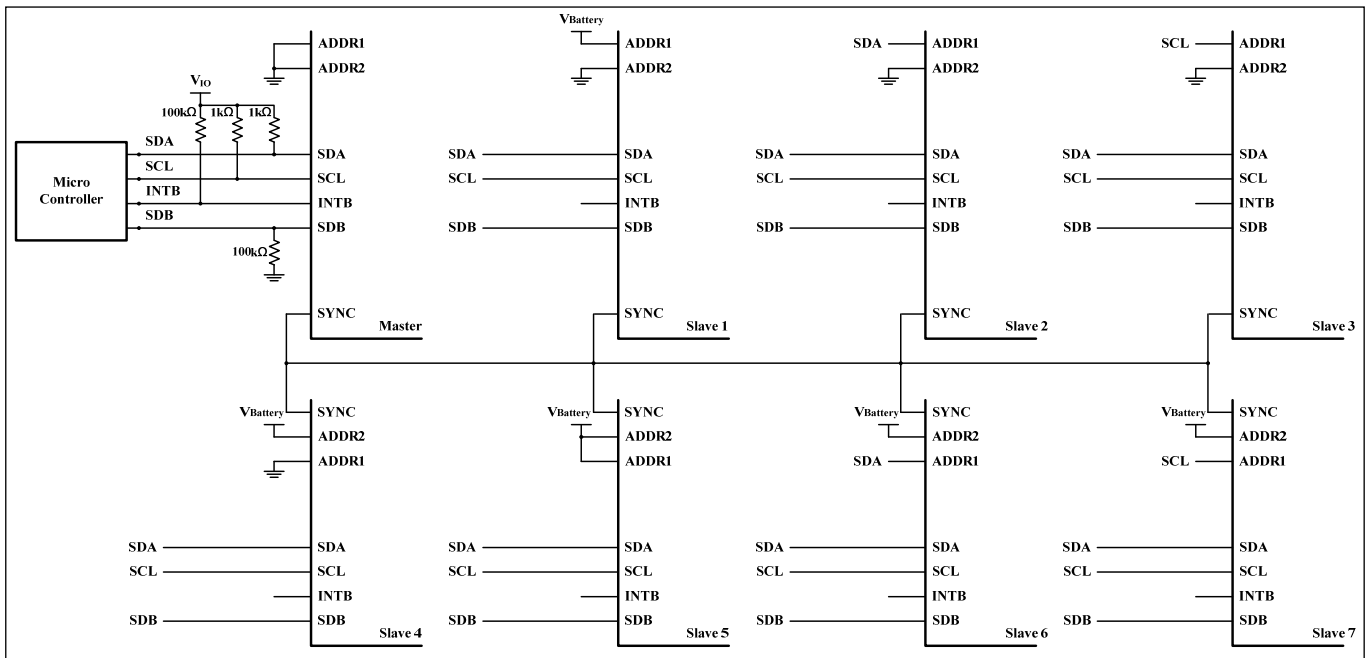 ADDR1
ADDR2
VIO
100kΩ 1kΩ 1kΩ
Micro
Controller
SDA
SCL
INTB
SDB
SDA
SCL
INTB
SDB
100kΩ
SYNC
Master
VBattery
ADDR1
ADDR2
SDA SDA
SCL SCL
INTB
SDB SDB
SYNC
Slave 1
SDA ADDR1
ADDR2
SDA SDA
SCL SCL
INTB
SDB SDB
SYNC
Slave 2
SCL ADDR1
ADDR2
SDA SDA
SCL SCL
INTB
SDB SDB
SYNC
Slave 3
VBattery SYNC
ADDR2
ADDR1
SDA SDA
SCL SCL
INTB
SDB SDB
Slave 4
VBattery SYNC
ADDR2
ADDR1
SDA SDA
SCL SCL
INTB
SDB SDB
Slave 5
VBattery SYNC
ADDR2
SDA ADDR1
SDA SDA
SCL SCL
INTB
SDB SDB
Slave 6
VBattery SYNC
ADDR2
SCL ADDR1
SDA SDA
SCL SCL
INTB
SDB SDB
Slave 7